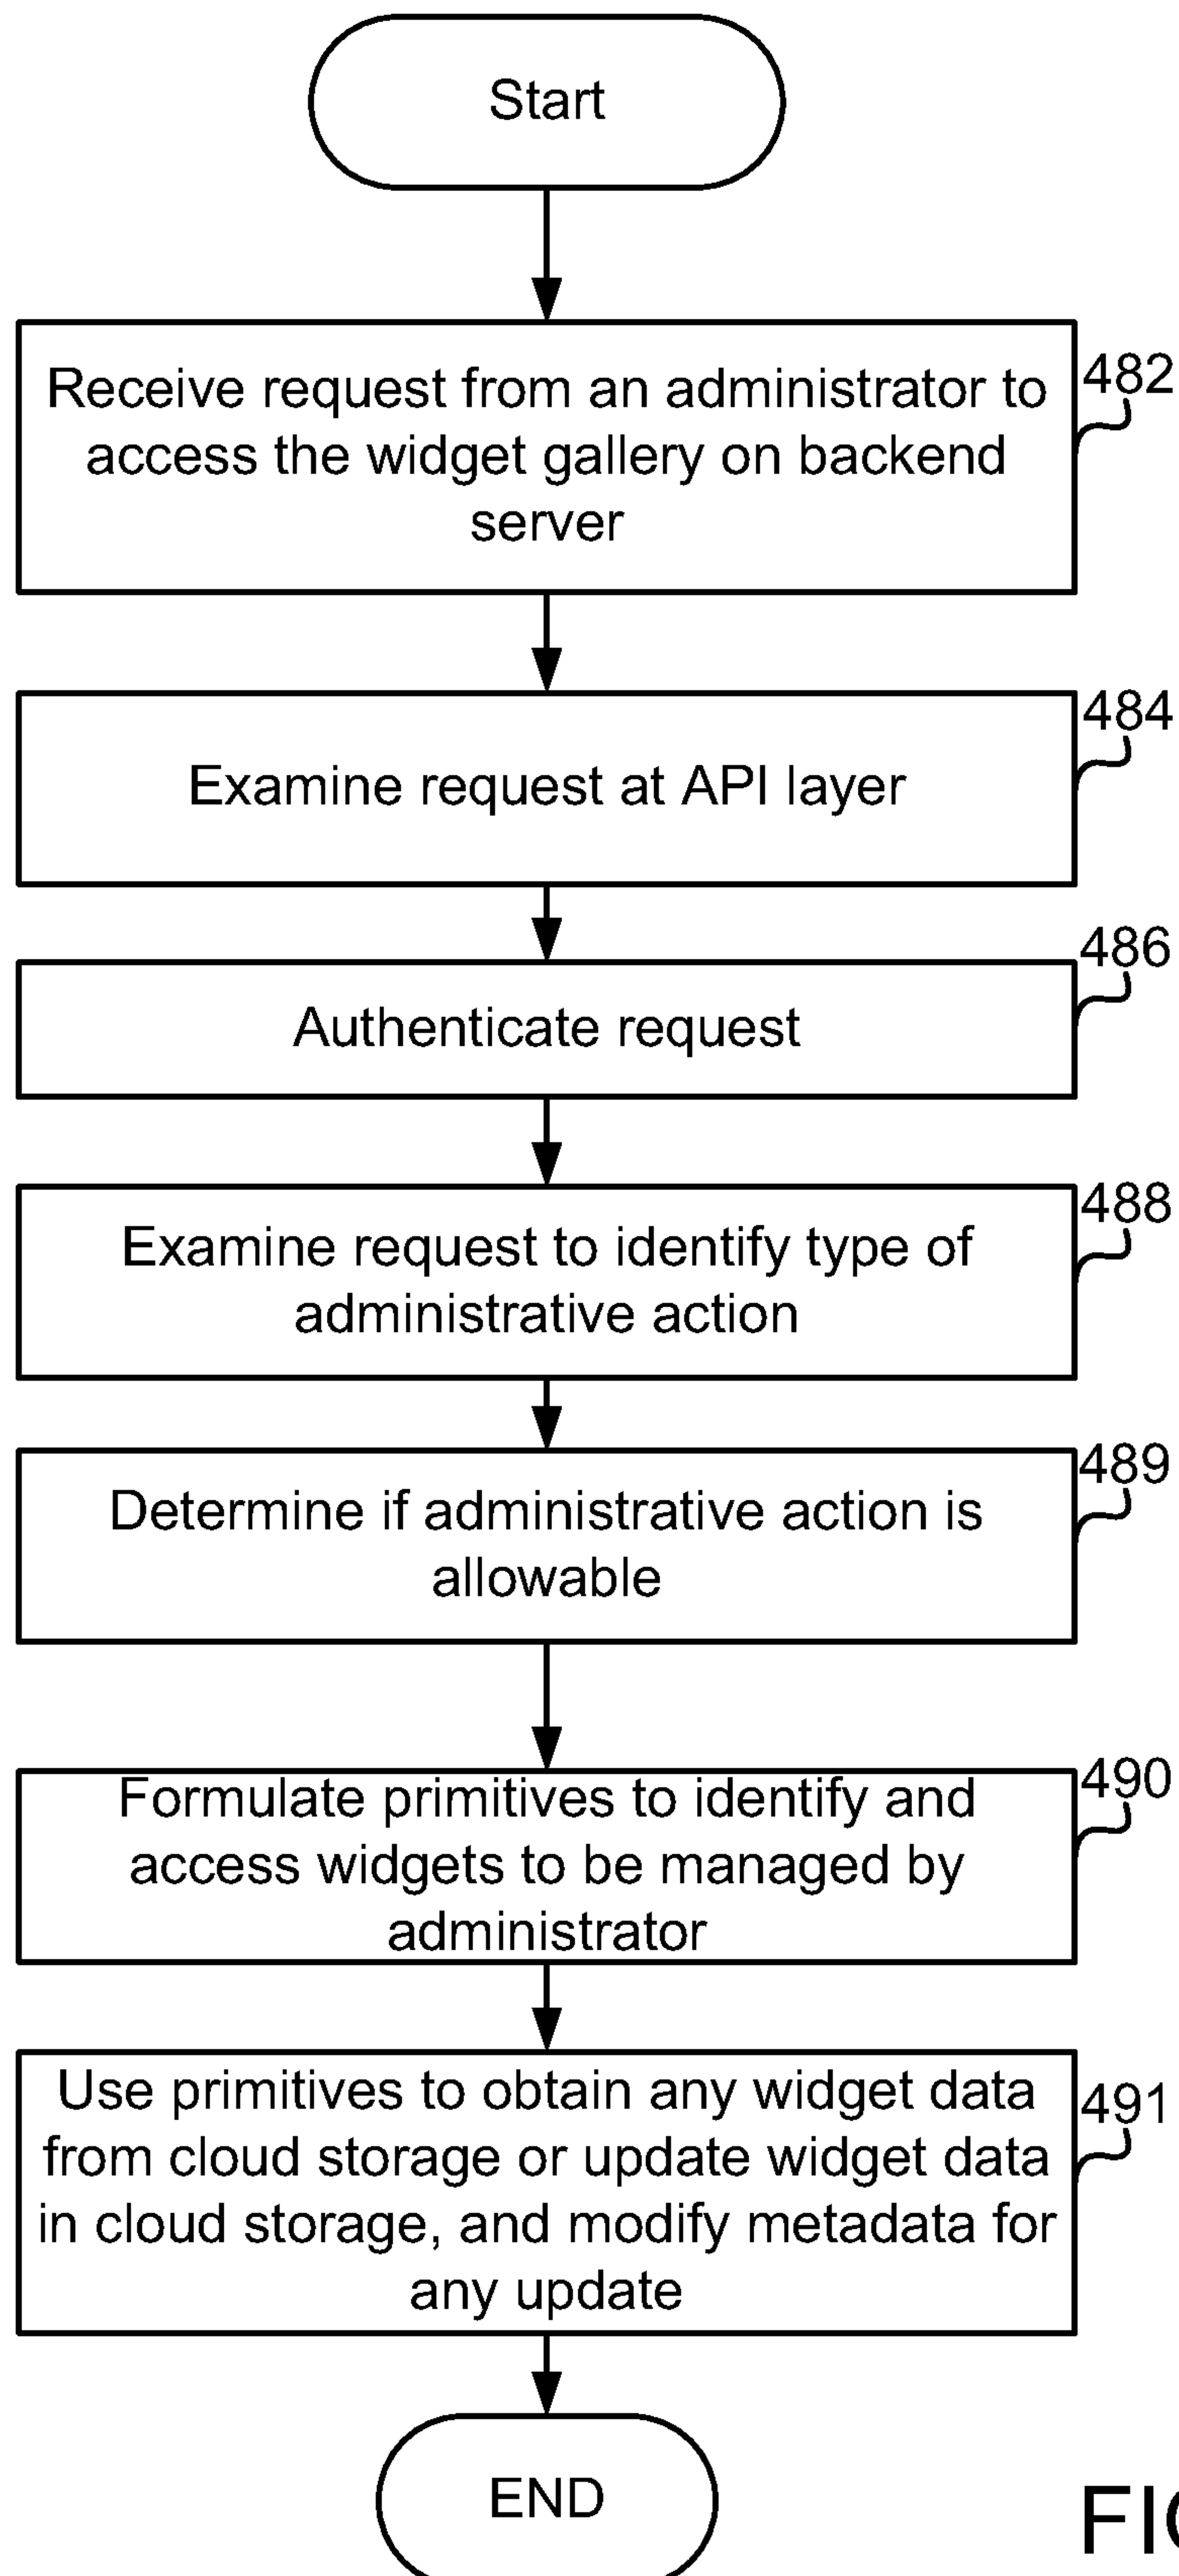 Start
Receive request from an administrator to
access the widget gallery on backend
server
482
Examine request at API layer
484
Authenticate request
486
Examine request to identify type of
administrative action
488
Determine if administrative action is
allowable
489
Formulate primitives to identify and
access widgets to be managed by
administrator
490
Use primitives to obtain any widget data
from cloud storage or update widget data
in cloud storage, and modify metadata for
any update
491
END